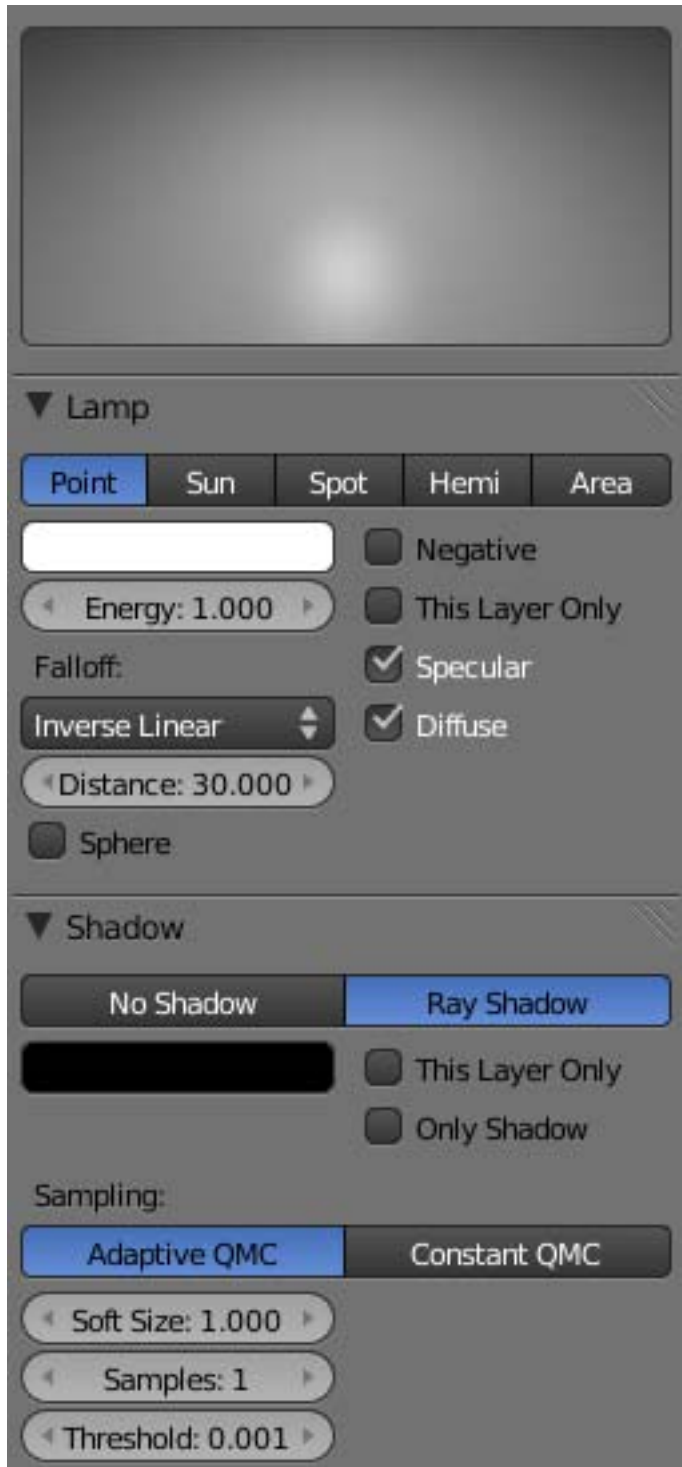 Lamp
Point Sun Spot Hemi Area
Negative
Energy: 1.000 This Layer Only
Falloff: Specular
Inverse Linear Diffuse
Distance: 30.000
Sphere
Shadow
No Shadow Ray Shadow
This Layer Only
Only Shadow
Sampling:
Adaptive QMC Constant QMC
Soft Size: 1.000
Samples: 1
Threshold: 0.001